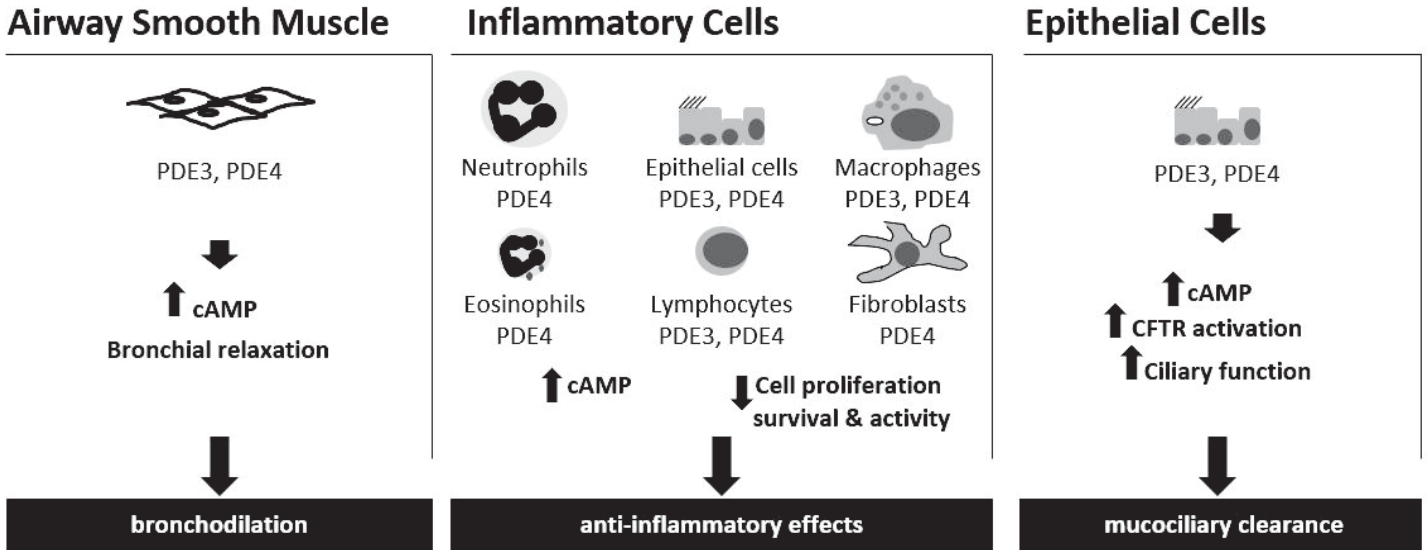 Airway Smooth Muscle
PDE3, PDE4
cAMP
Bronchial relaxation
bronchodilation
Inflammatory Cells
Neutrophils
PDE4
Epithelial cells
PDE3, PDE4
Macrophages
PDE3, PDE4
Eosinophils
PDE4
Lymphocytes
PDE3, PDE4
Fibroblasts
PDE4
cAMP
Cell proliferation
survival & activity
anti-inflammatory effects
Epithelial Cells
PDE3, PDE4
cAMP
CFTR activation
Ciliary function
mucociliary clearance